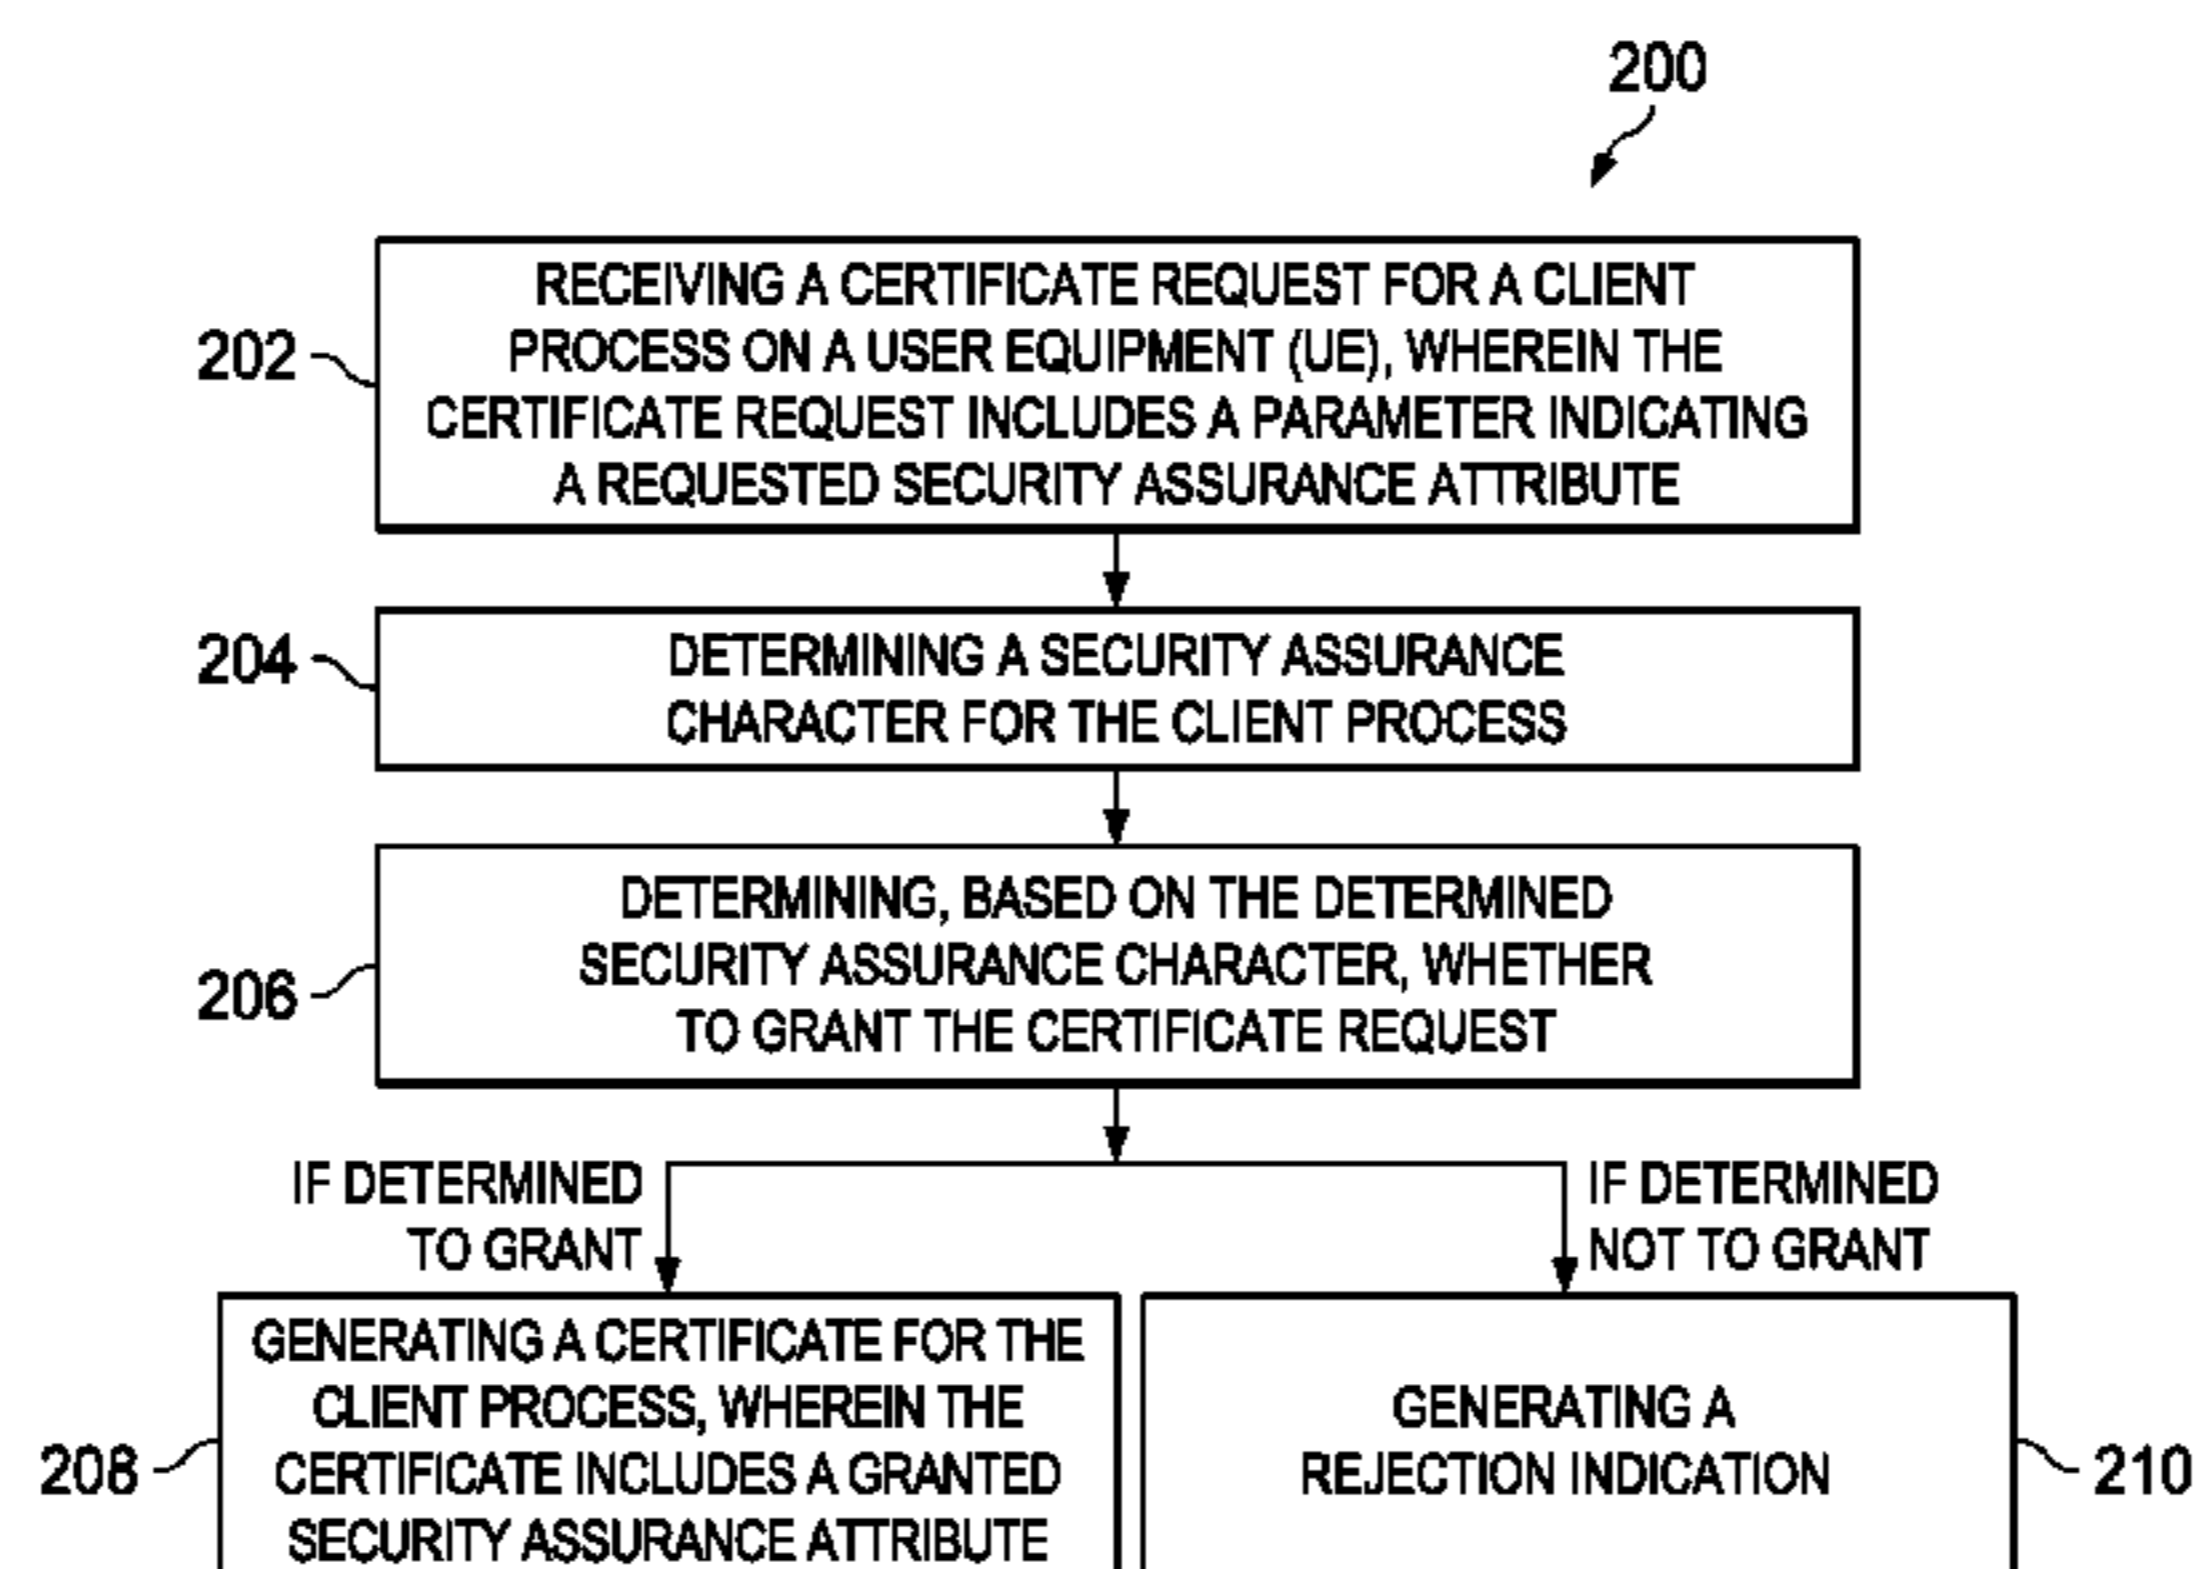 200
RECEIVING A CERTIFICATE REQUEST FOR A CLIENT
PROCESS ON A USER EQUIPMENT (UE), WHEREIN THE
CERTIFICATE REQUEST INCLUDES A PARAMETER INDICATING
A REQUESTED SECURITY ASSURANCE ATTRIBUTE
202
DETERMINING A SECURITY ASSURANCE
CHARACTER FOR THE CLIENT PROCESS
204
DETERMINING, BASED ON THE DETERMINED
SECURITY ASSURANCE CHARACTER, WHETHER
TO GRANT THE CERTIFICATE REQUEST
206
IF DETERMINED
TO GRANT
IF DETERMINED
NOT TO GRANT
GENERATING A CERTIFICATE FOR THE
CLIENT PROCESS, WHEREIN THE
CERTIFICATE INCLUDES A GRANTED
SECURITY ASSURANCE ATTRIBUTE
208
GENERATING A
REJECTION INDICATION
210